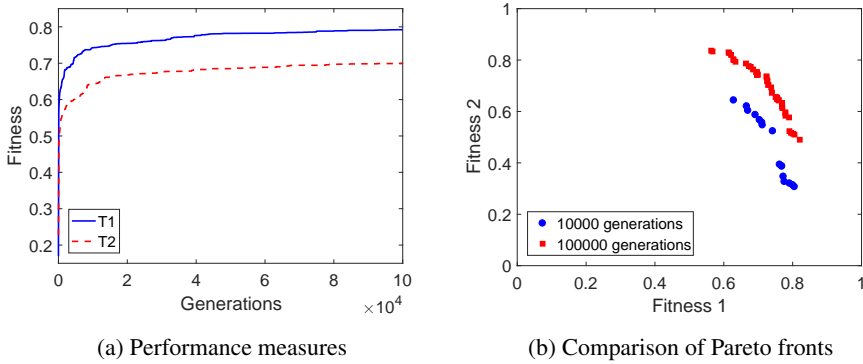 0.8
0.7
0.6
0.5
0.4
0.3
0.2
Fitness
T1
T2
0 2 4 6 8 10
Generations
×10⁴
(a) Performance measures
1
0.8
0.6
0.4
0.2
0
Fitness 2
10000 generations
100000 generations
0 0.2 0.4 0.6 0.8 1
Fitness 1
(b) Comparison of Pareto fronts